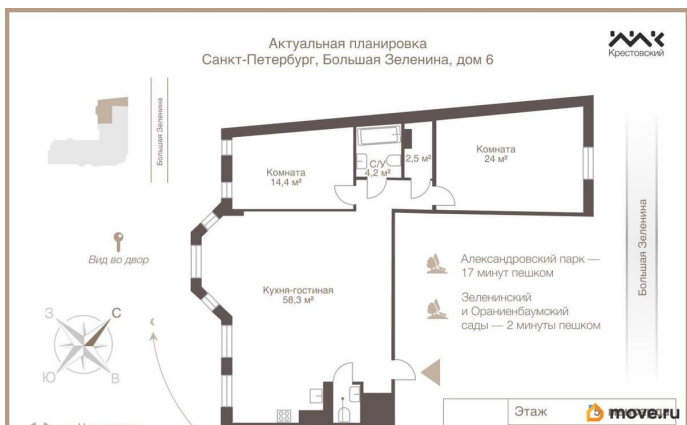 Актуальная планировка
Санкт-Петербург, Большая Зеленина, дом 6
Крестовский
Большая Зеленина
Комната
14,4 м²
С/У
4,2 м²
2,5 м²
Комната
24 м²
Вид во двор
Кухня-гостиная
58,3 м²
Александровский парк —
17 минут пешком
Зеленинский
и Ораниенбаумский
сады — 2 минуты пешком
Большая Зеленина
З
С
Ю
В
Этаж
move.ru